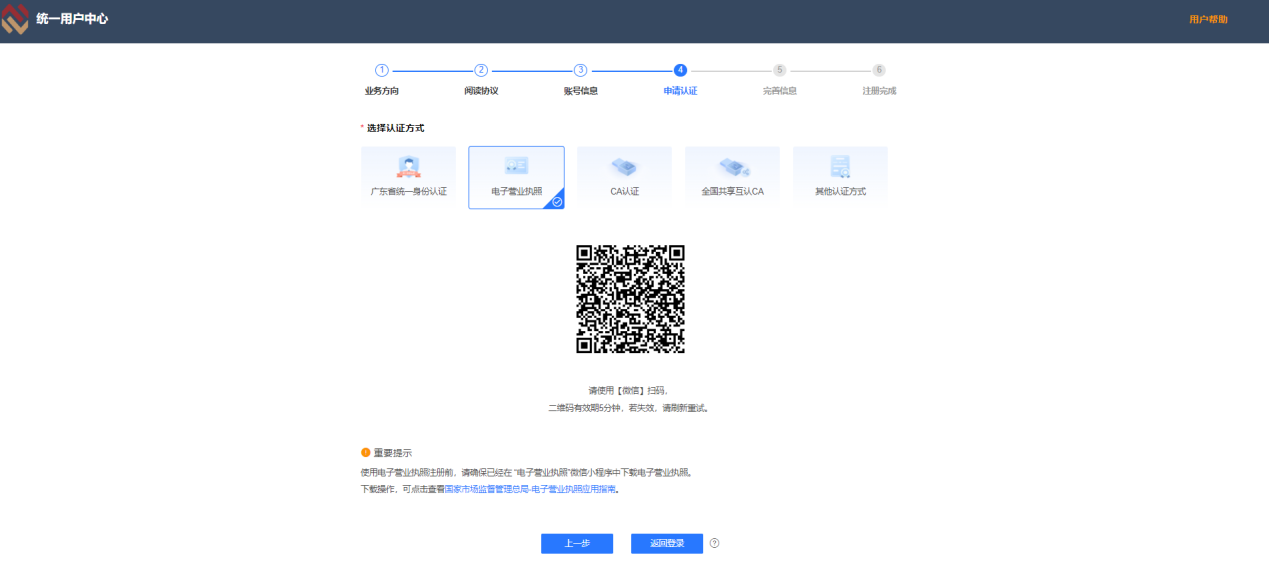 统一用户中心
用户帮助
1 2 3 4 5 6
业务方向 阅读协议 账号信息 申请认证 完善信息 注册完成
* 选择认证方式
广东省统一身份认证 电子营业执照 CA认证 全国共享互认CA 其他认证方式
请使用【微信】扫码,
二维码有效期5分钟，若失效，请刷新重试。
重要提示
使用电子营业执照注册前，请确保已经在 "电子营业执照"微信小程序中下载电子营业执照。
下载操作，可点击查看国家市场监督管理总局-电子营业执照应用指南。
上一步 返回登录 ?